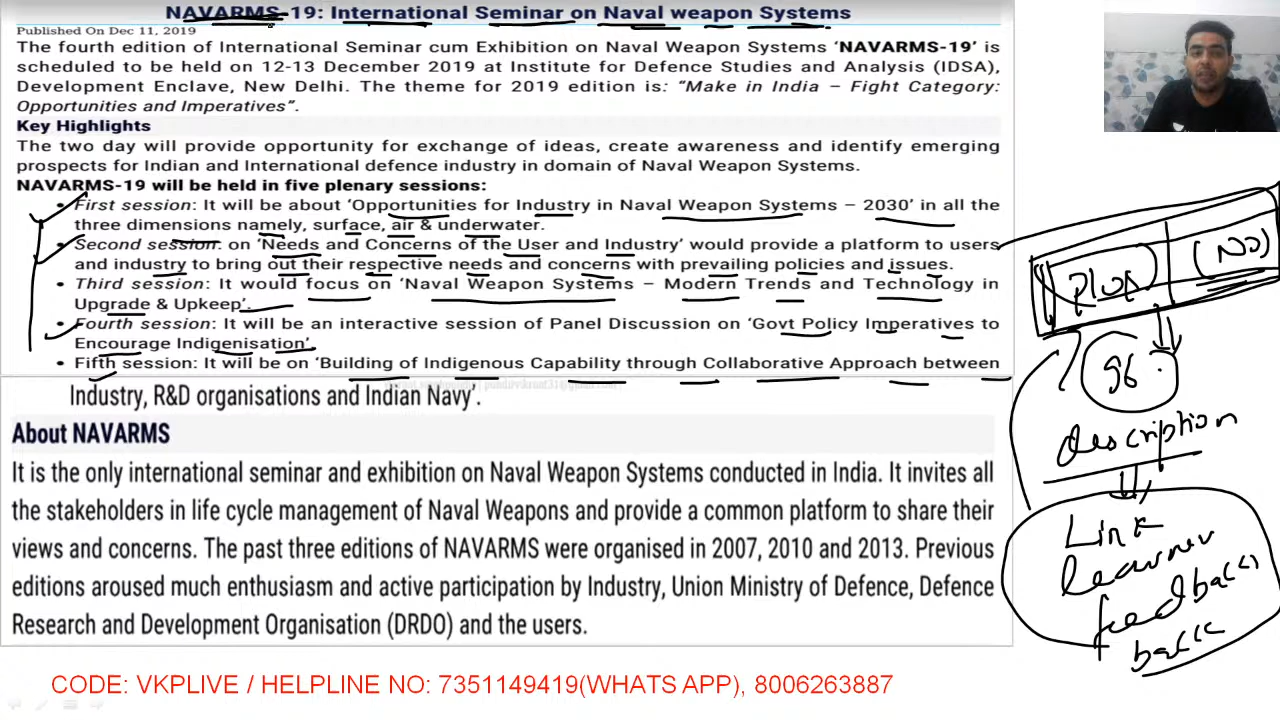 NAVARMS-19: International Seminar on Naval weapon Systems
Published On Dec 11, 2019
The fourth edition of International Seminar cum Exhibition on Naval Weapon Systems ‘NAVARMS-19’ is
scheduled to be held on 12-13 December 2019 at Institute for Defence Studies and Analysis (IDSA),
Development Enclave, New Delhi. The theme for 2019 edition is: “Make in India – Fight Category:
Opportunities and Imperatives”.
Key Highlights
The two day will provide opportunity for exchange of ideas, create awareness and identify emerging
prospects for Indian and International defence industry in domain of Naval Weapon Systems.
NAVARMS-19 will be held in five plenary sessions:
• First session: It will be about ‘Opportunities for Industry in Naval Weapon Systems – 2030’ in all the
three dimensions namely, surface, air & underwater.
• Second session: on ‘Needs and Concerns of the User and Industry’ would provide a platform to users
and industry to bring out their respective needs and concerns with prevailing policies and issues.
• Third session: It would focus on ‘Naval Weapon Systems – Modern Trends and Technology in
Upgrade & Upkeep’.
• Fourth session: It will be an interactive session of Panel Discussion on ‘Govt Policy Imperatives to
Encourage Indigenisation’.
• Fifth session: It will be on ‘Building of Indigenous Capability through Collaborative Approach between
Industry, R&D organisations and Indian Navy’.
About NAVARMS
It is the only international seminar and exhibition on Naval Weapon Systems conducted in India. It invites all
the stakeholders in life cycle management of Naval Weapons and provide a common platform to share their
views and concerns. The past three editions of NAVARMS were organised in 2007, 2010 and 2013. Previous
editions aroused much enthusiasm and active participation by Industry, Union Ministry of Defence, Defence
Research and Development Organisation (DRDO) and the users.
CODE: VKPLIVE / HELPLINE NO: 7351149419(WHATS APP), 8006263887
Plus
(NO)
description
Link
learner
feedback
back